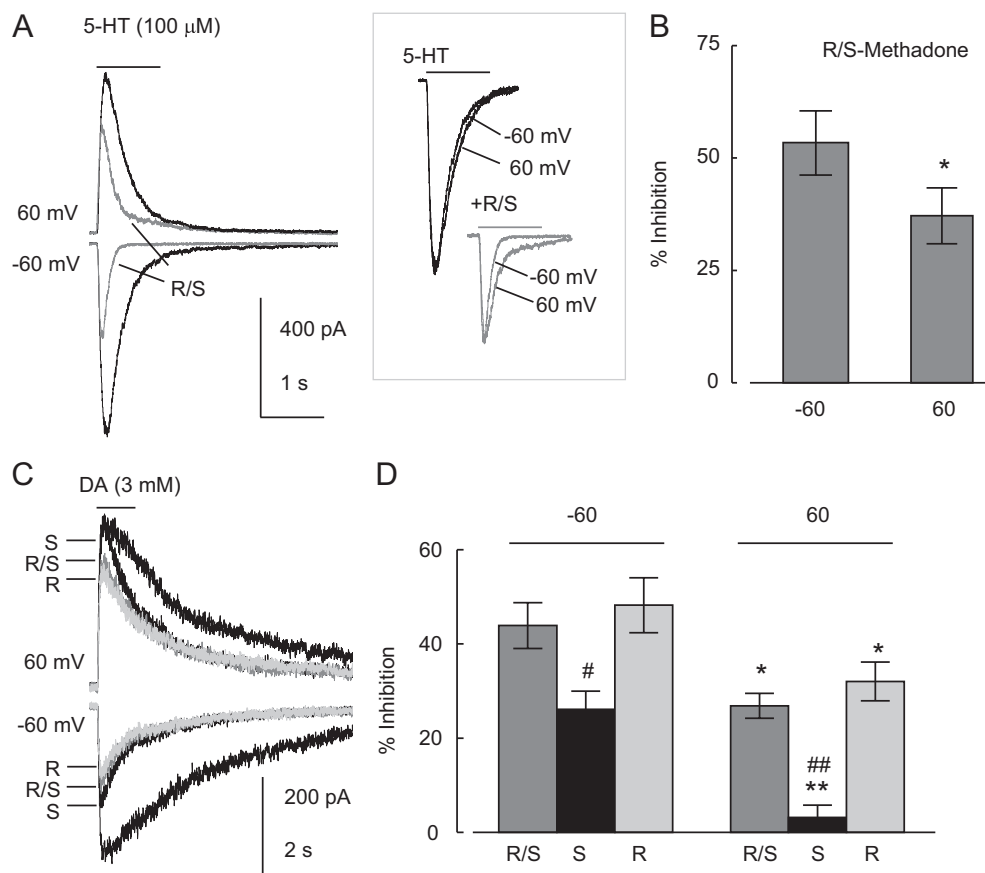 A
5-HT (100 μM)
60 mV
-60 mV
R/S
400 pA
1 s
5-HT
-60 mV
60 mV
+R/S
-60 mV
60 mV
B
R/S-Methadone
% Inhibition
75
50
25
0
*
-60
60
C
DA (3 mM)
S
R/S
R
60 mV
-60 mV
R
R/S
S
200 pA
2 s
D
-60
60
% Inhibition
60
40
20
0
#
*
##
**
*
R/S
S
R
R/S
S
R